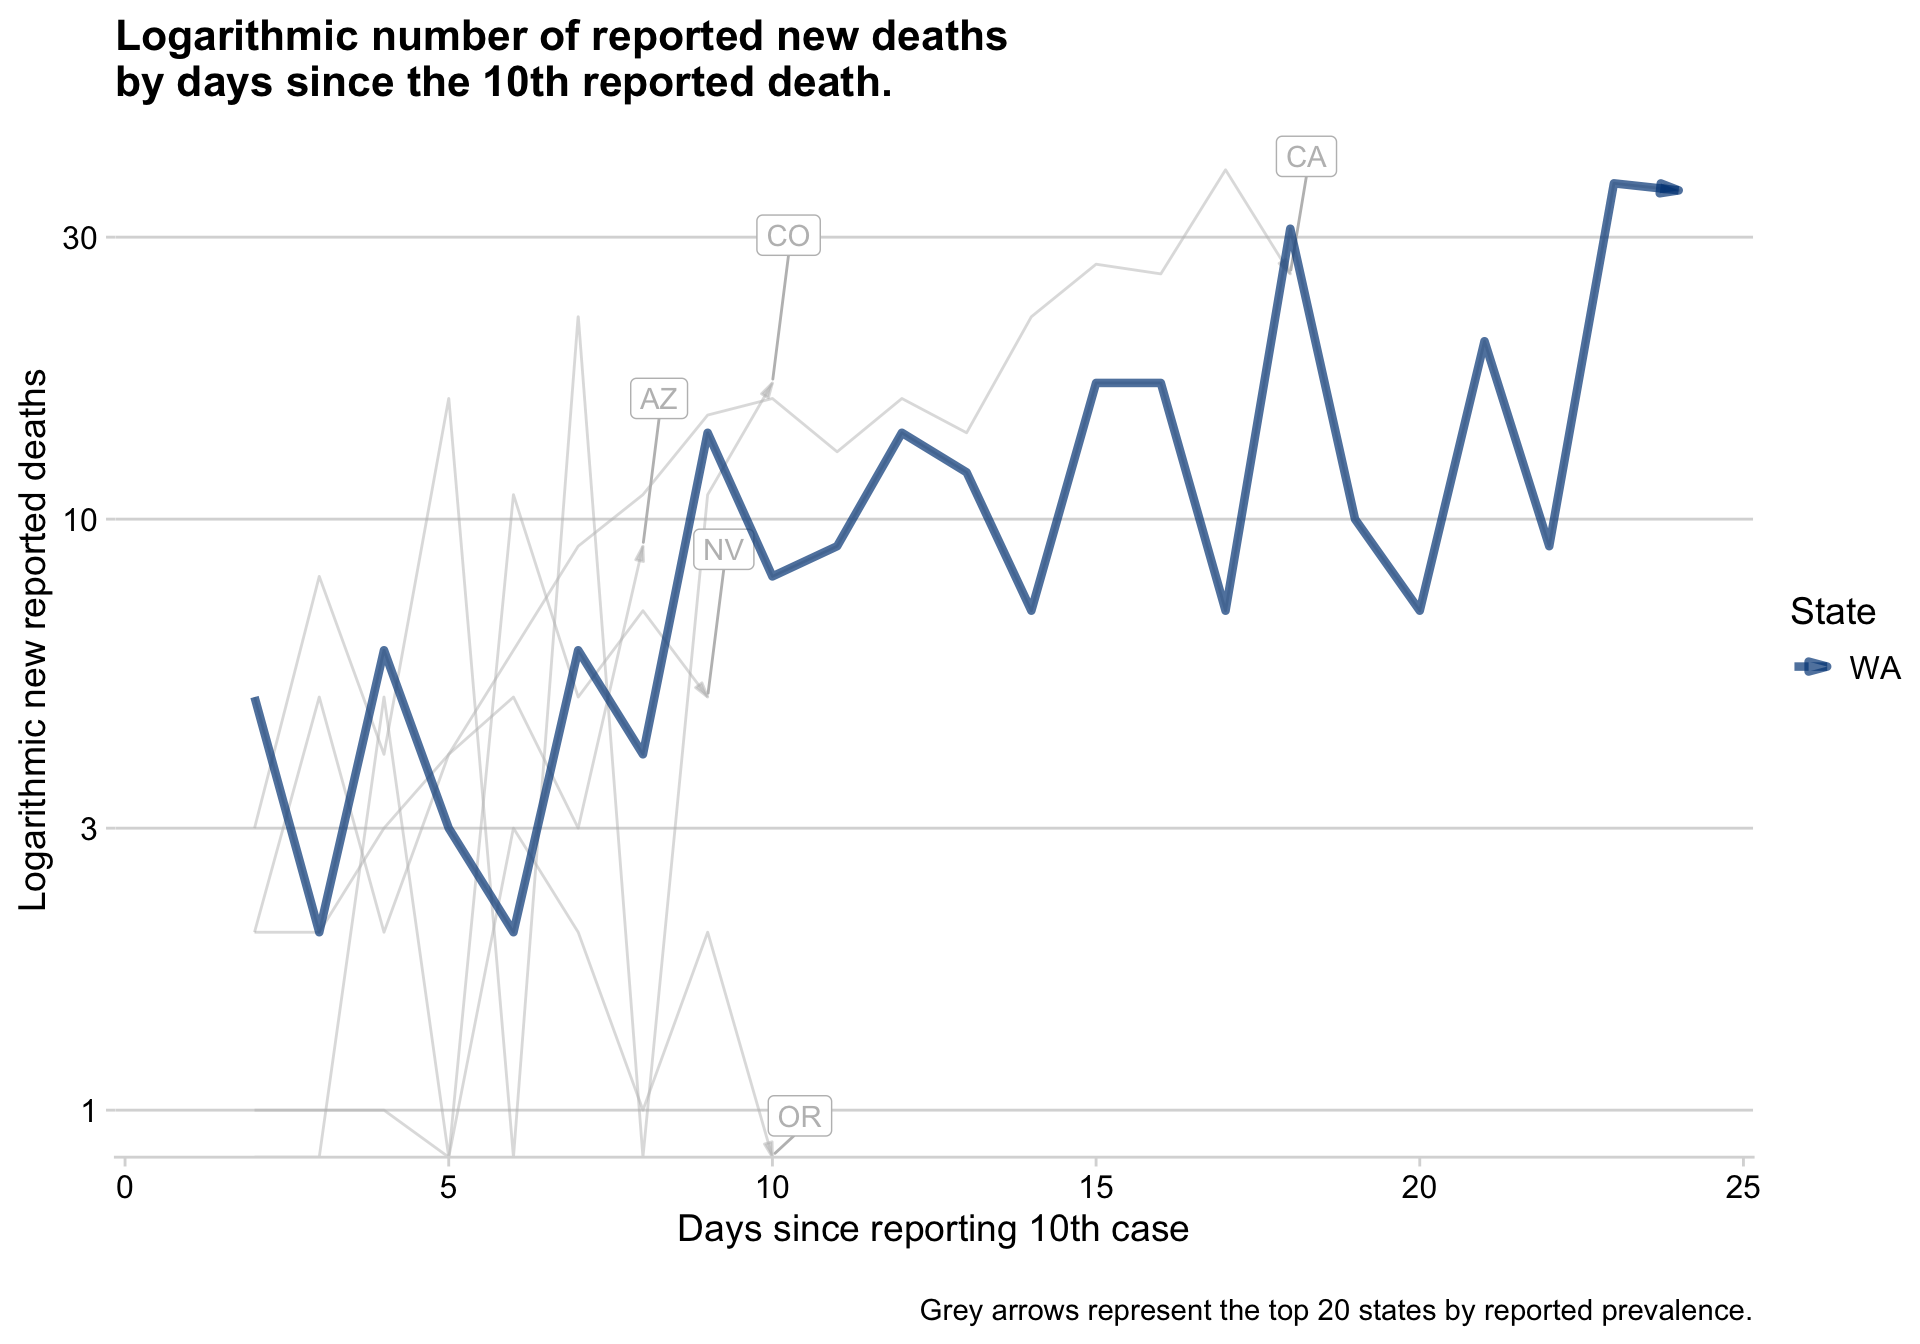 Logarithmic number of reported new deaths
by days since the 10th reported death.
CA
CO
30
AZ
10
NV
Logarithmic new reported deaths
State
WA
3
1
OR
0 5 10 15 20 25
Days since reporting 10th case
Grey arrows represent the top 20 states by reported prevalence.